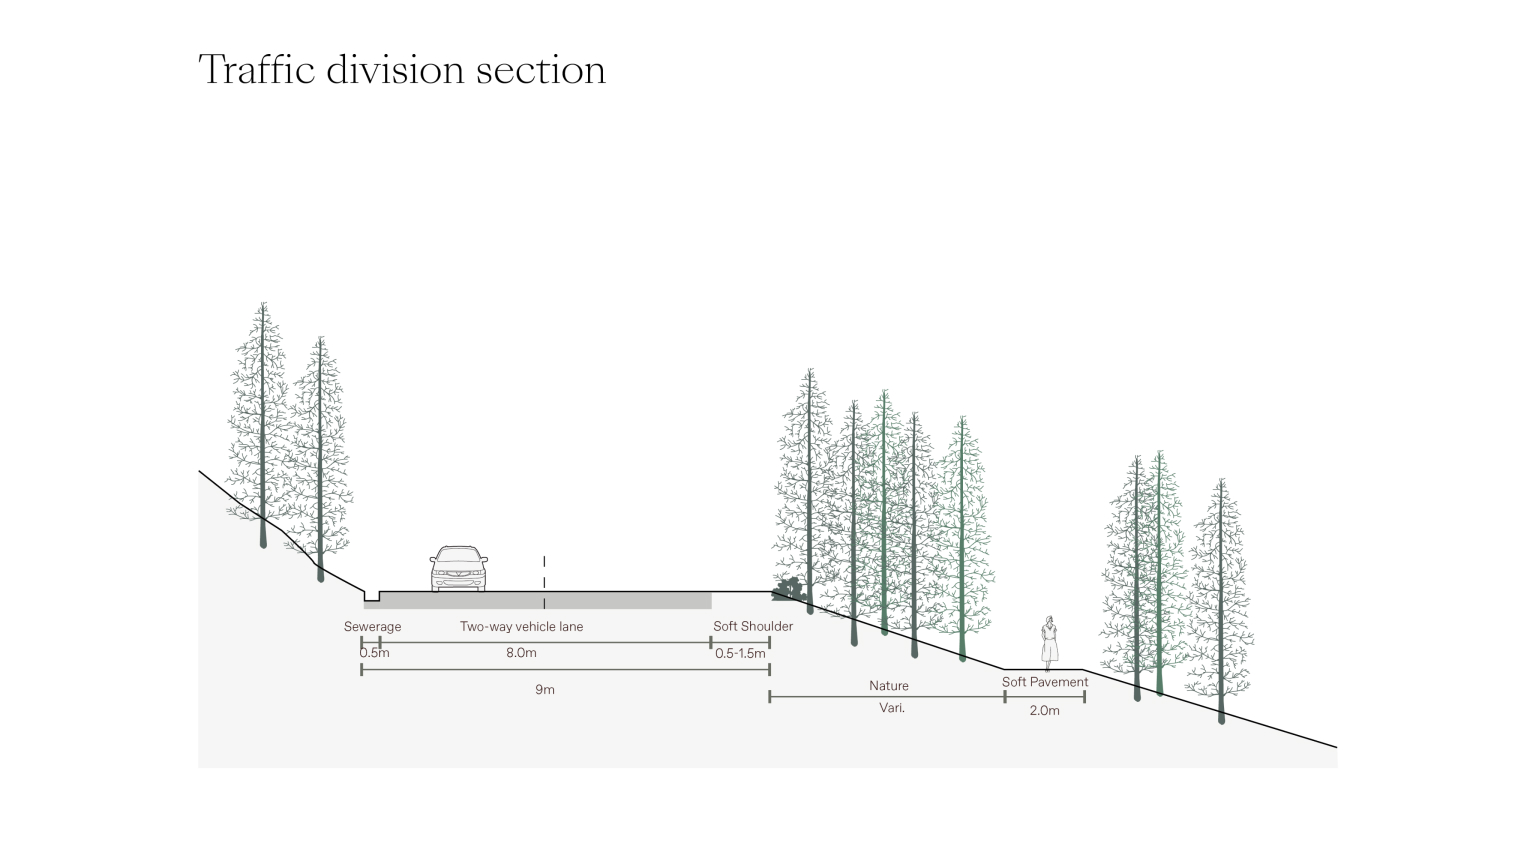 Traffic division section
Sewerage
Two-way vehicle lane
Soft Shoulder
0.5m
8.0m
0.5-1.5m
9m
Nature
Soft Pavement
Vari.
2.0m